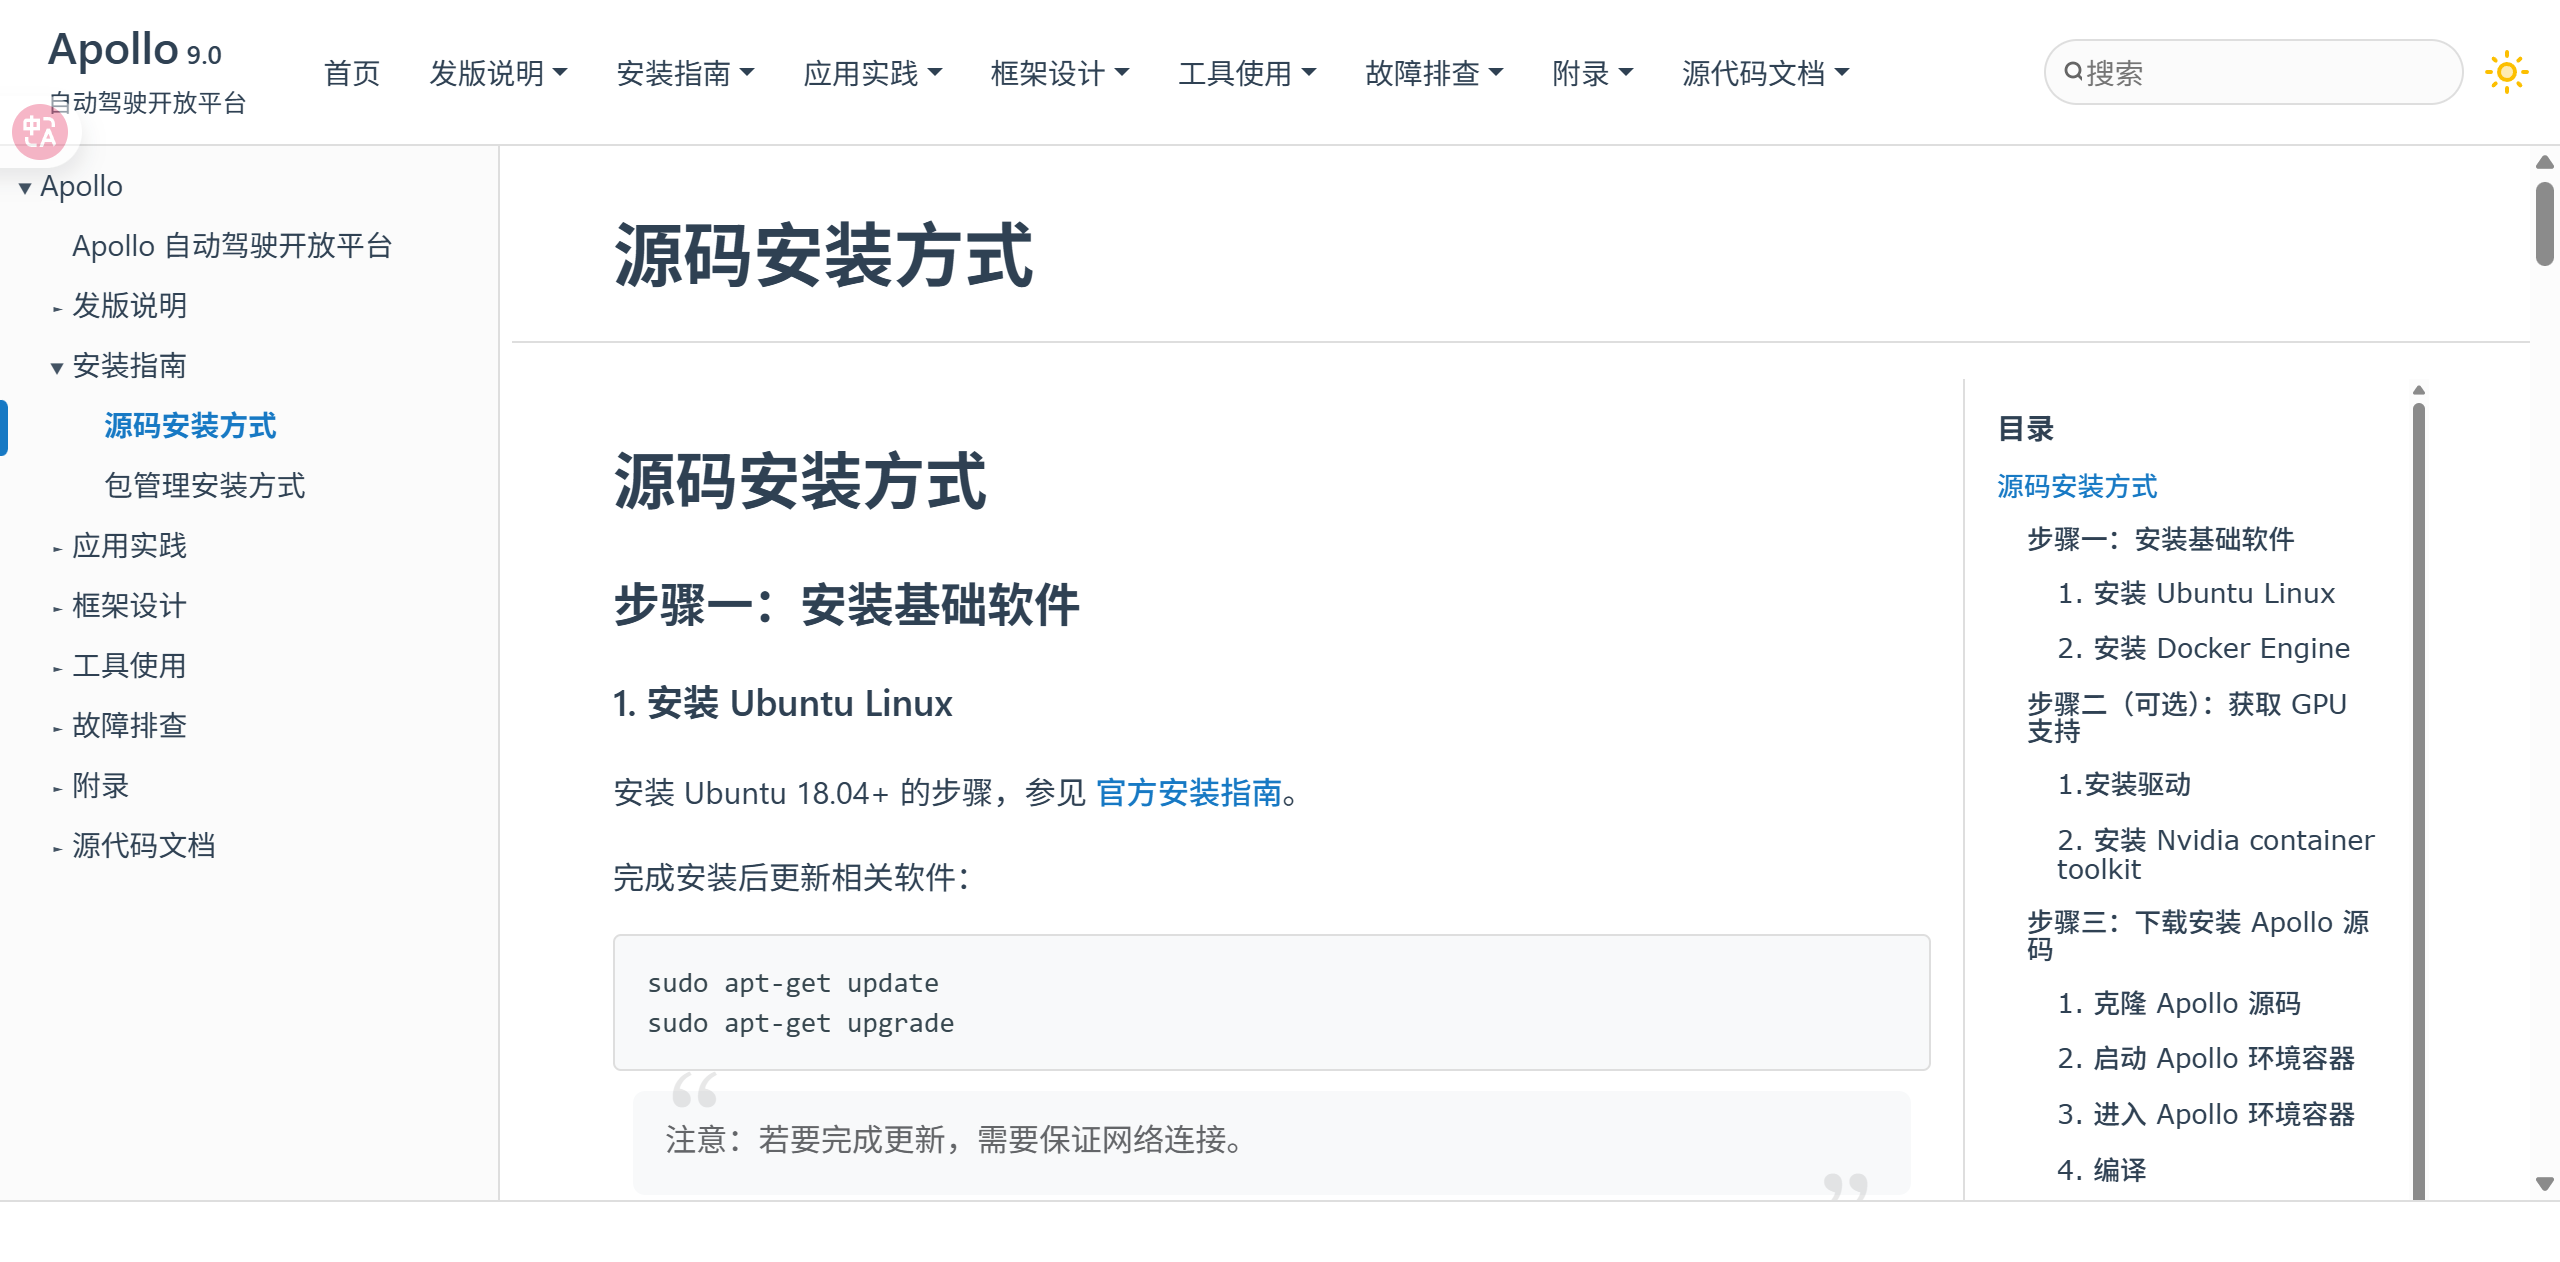 Apollo 9.0
自动驾驶开放平台
首页 发版说明 安装指南 应用实践 框架设计 工具使用 故障排查 附录 源代码文档
搜索
中A
Apollo
Apollo 自动驾驶开放平台
发版说明
安装指南
源码安装方式
包管理安装方式
应用实践
框架设计
工具使用
故障排查
附录
源代码文档
源码安装方式
源码安装方式
步骤一：安装基础软件
1. 安装 Ubuntu Linux
安装 Ubuntu 18.04+ 的步骤，参见 官方安装指南。
完成安装后更新相关软件：
sudo apt-get update
sudo apt-get upgrade
“
注意：若要完成更新，需要保证网络连接。
”
目录
源码安装方式
步骤一：安装基础软件
1. 安装 Ubuntu Linux
2. 安装 Docker Engine
步骤二（可选）：获取 GPU
支持
1.安装驱动
2. 安装 Nvidia container
toolkit
步骤三：下载安装 Apollo 源
码
1. 克隆 Apollo 源码
2. 启动 Apollo 环境容器
3. 进入 Apollo 环境容器
4. 编译